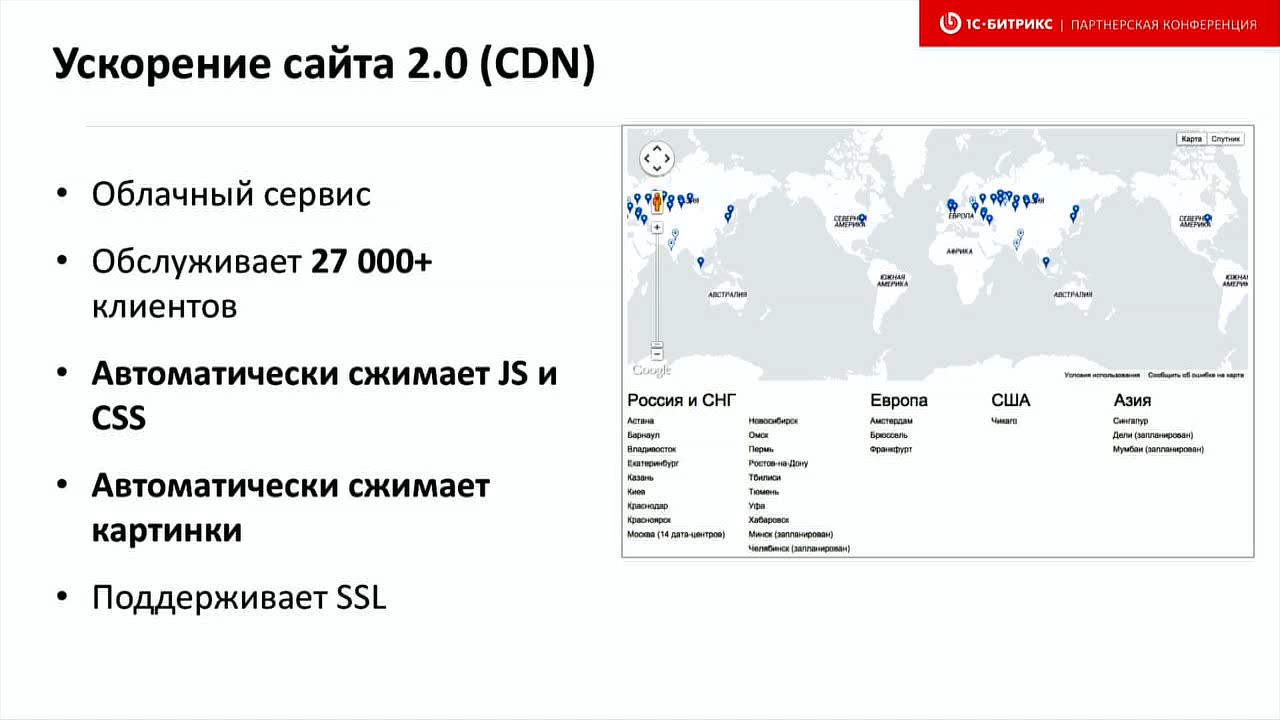 1С·БИТРИКС | ПАРТНЕРСКАЯ КОНФЕРЕНЦИЯ
Ускорение сайта 2.0 (CDN)
• Облачный сервис
• Обслуживает 27 000+
клиентов
• Автоматически сжимает JS и
CSS
• Автоматически сжимает
картинки
• Поддерживает SSL
Карта Спутник
ЕВРОПА
СЕВЕРНАЯ
АМЕРИКА
СЕВЕРНАЯ
АМЕРИКА
АФРИКА
ЮЖНАЯ
АМЕРИКА
АВСТРАЛИЯ
АВСТРАЛИЯ
Google
Условия использования Сообщить об ошибке на карте
Россия и СНГ
Астана
Барнаул
Владивосток
Екатеринбург
Казань
Киев
Краснодар
Красноярск
Москва (14 дата-центров)
Новосибирск
Омск
Пермь
Ростов-на-Дону
Тбилиси
Тюмень
Уфа
Хабаровск
Минск (запланирован)
Челябинск (запланирован)
Европа
Амстердам
Брюссель
Франкфурт
США
Чикаго
Азия
Сингапур
Дели (запланирован)
Мумбаи (запланирован)